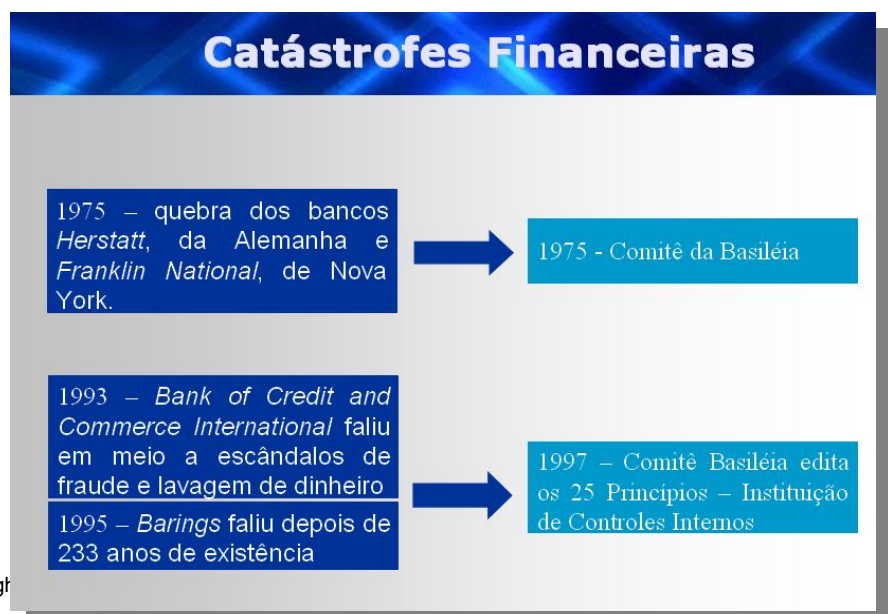 Catástrofes Financeiras
1975 – quebra dos bancos
Herstatt, da Alemanha e
Franklin National, de Nova
York.
1975 - Comitê da Basiléia
1993 – Bank of Credit and
Commerce International faliu
em meio a escândalos de
fraude e lavagem de dinheiro
1995 – Barings faliu depois de
233 anos de existência
1997 – Comitê Basiléia edita
os 25 Princípios – Instituição
de Controles Internos